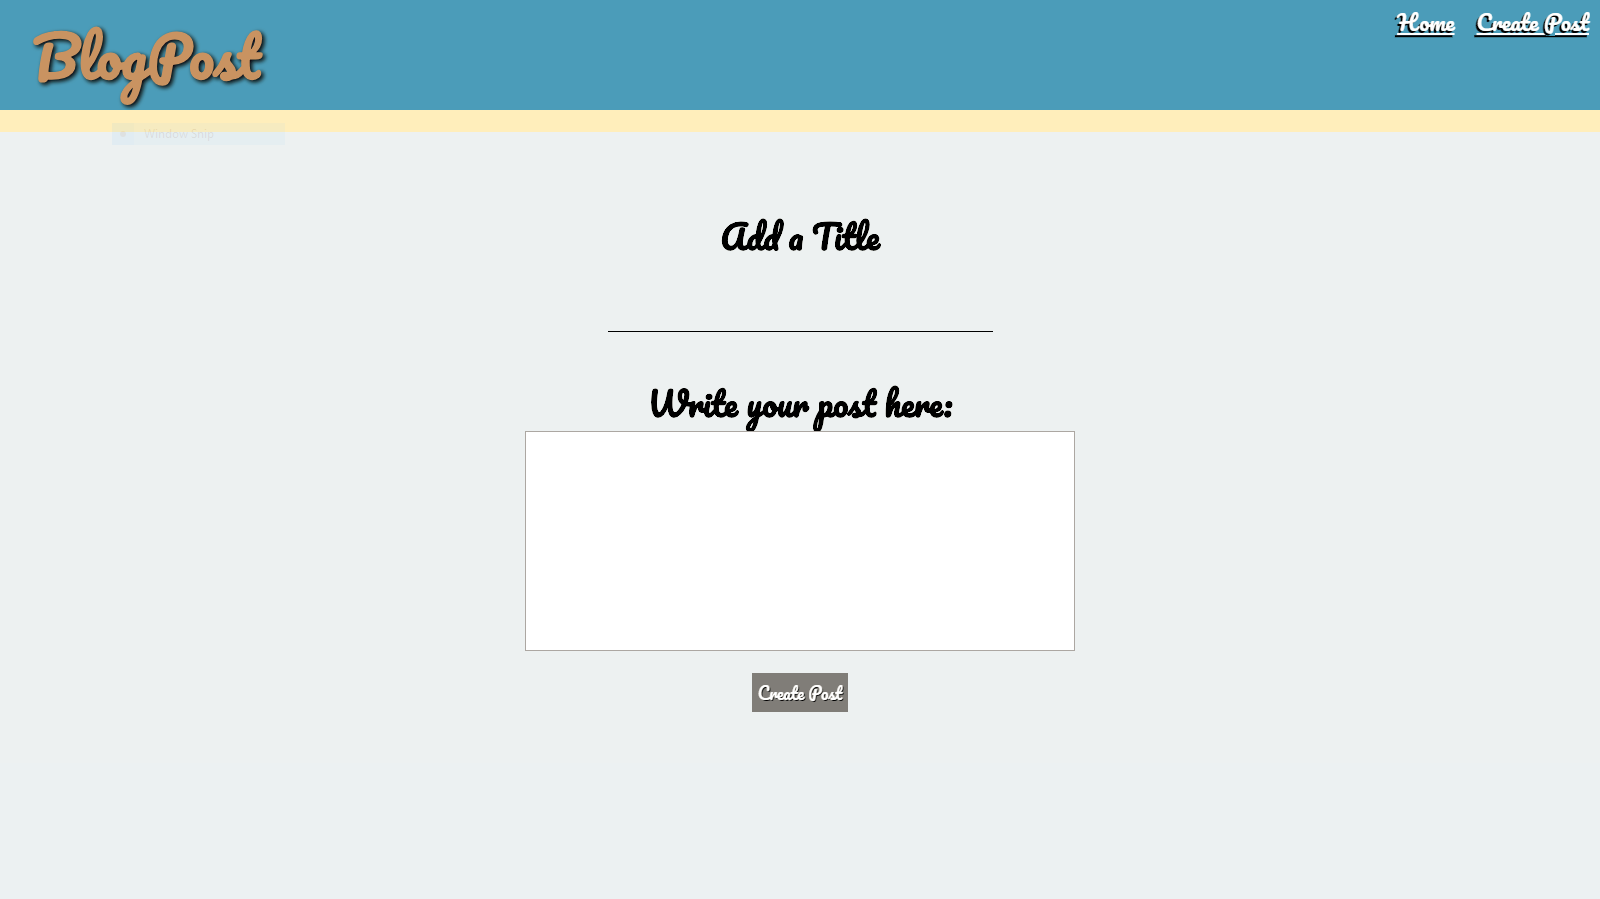 BlogPost
Home Create Post
Window Snip
Add a Title
Write your post here:
Create Post